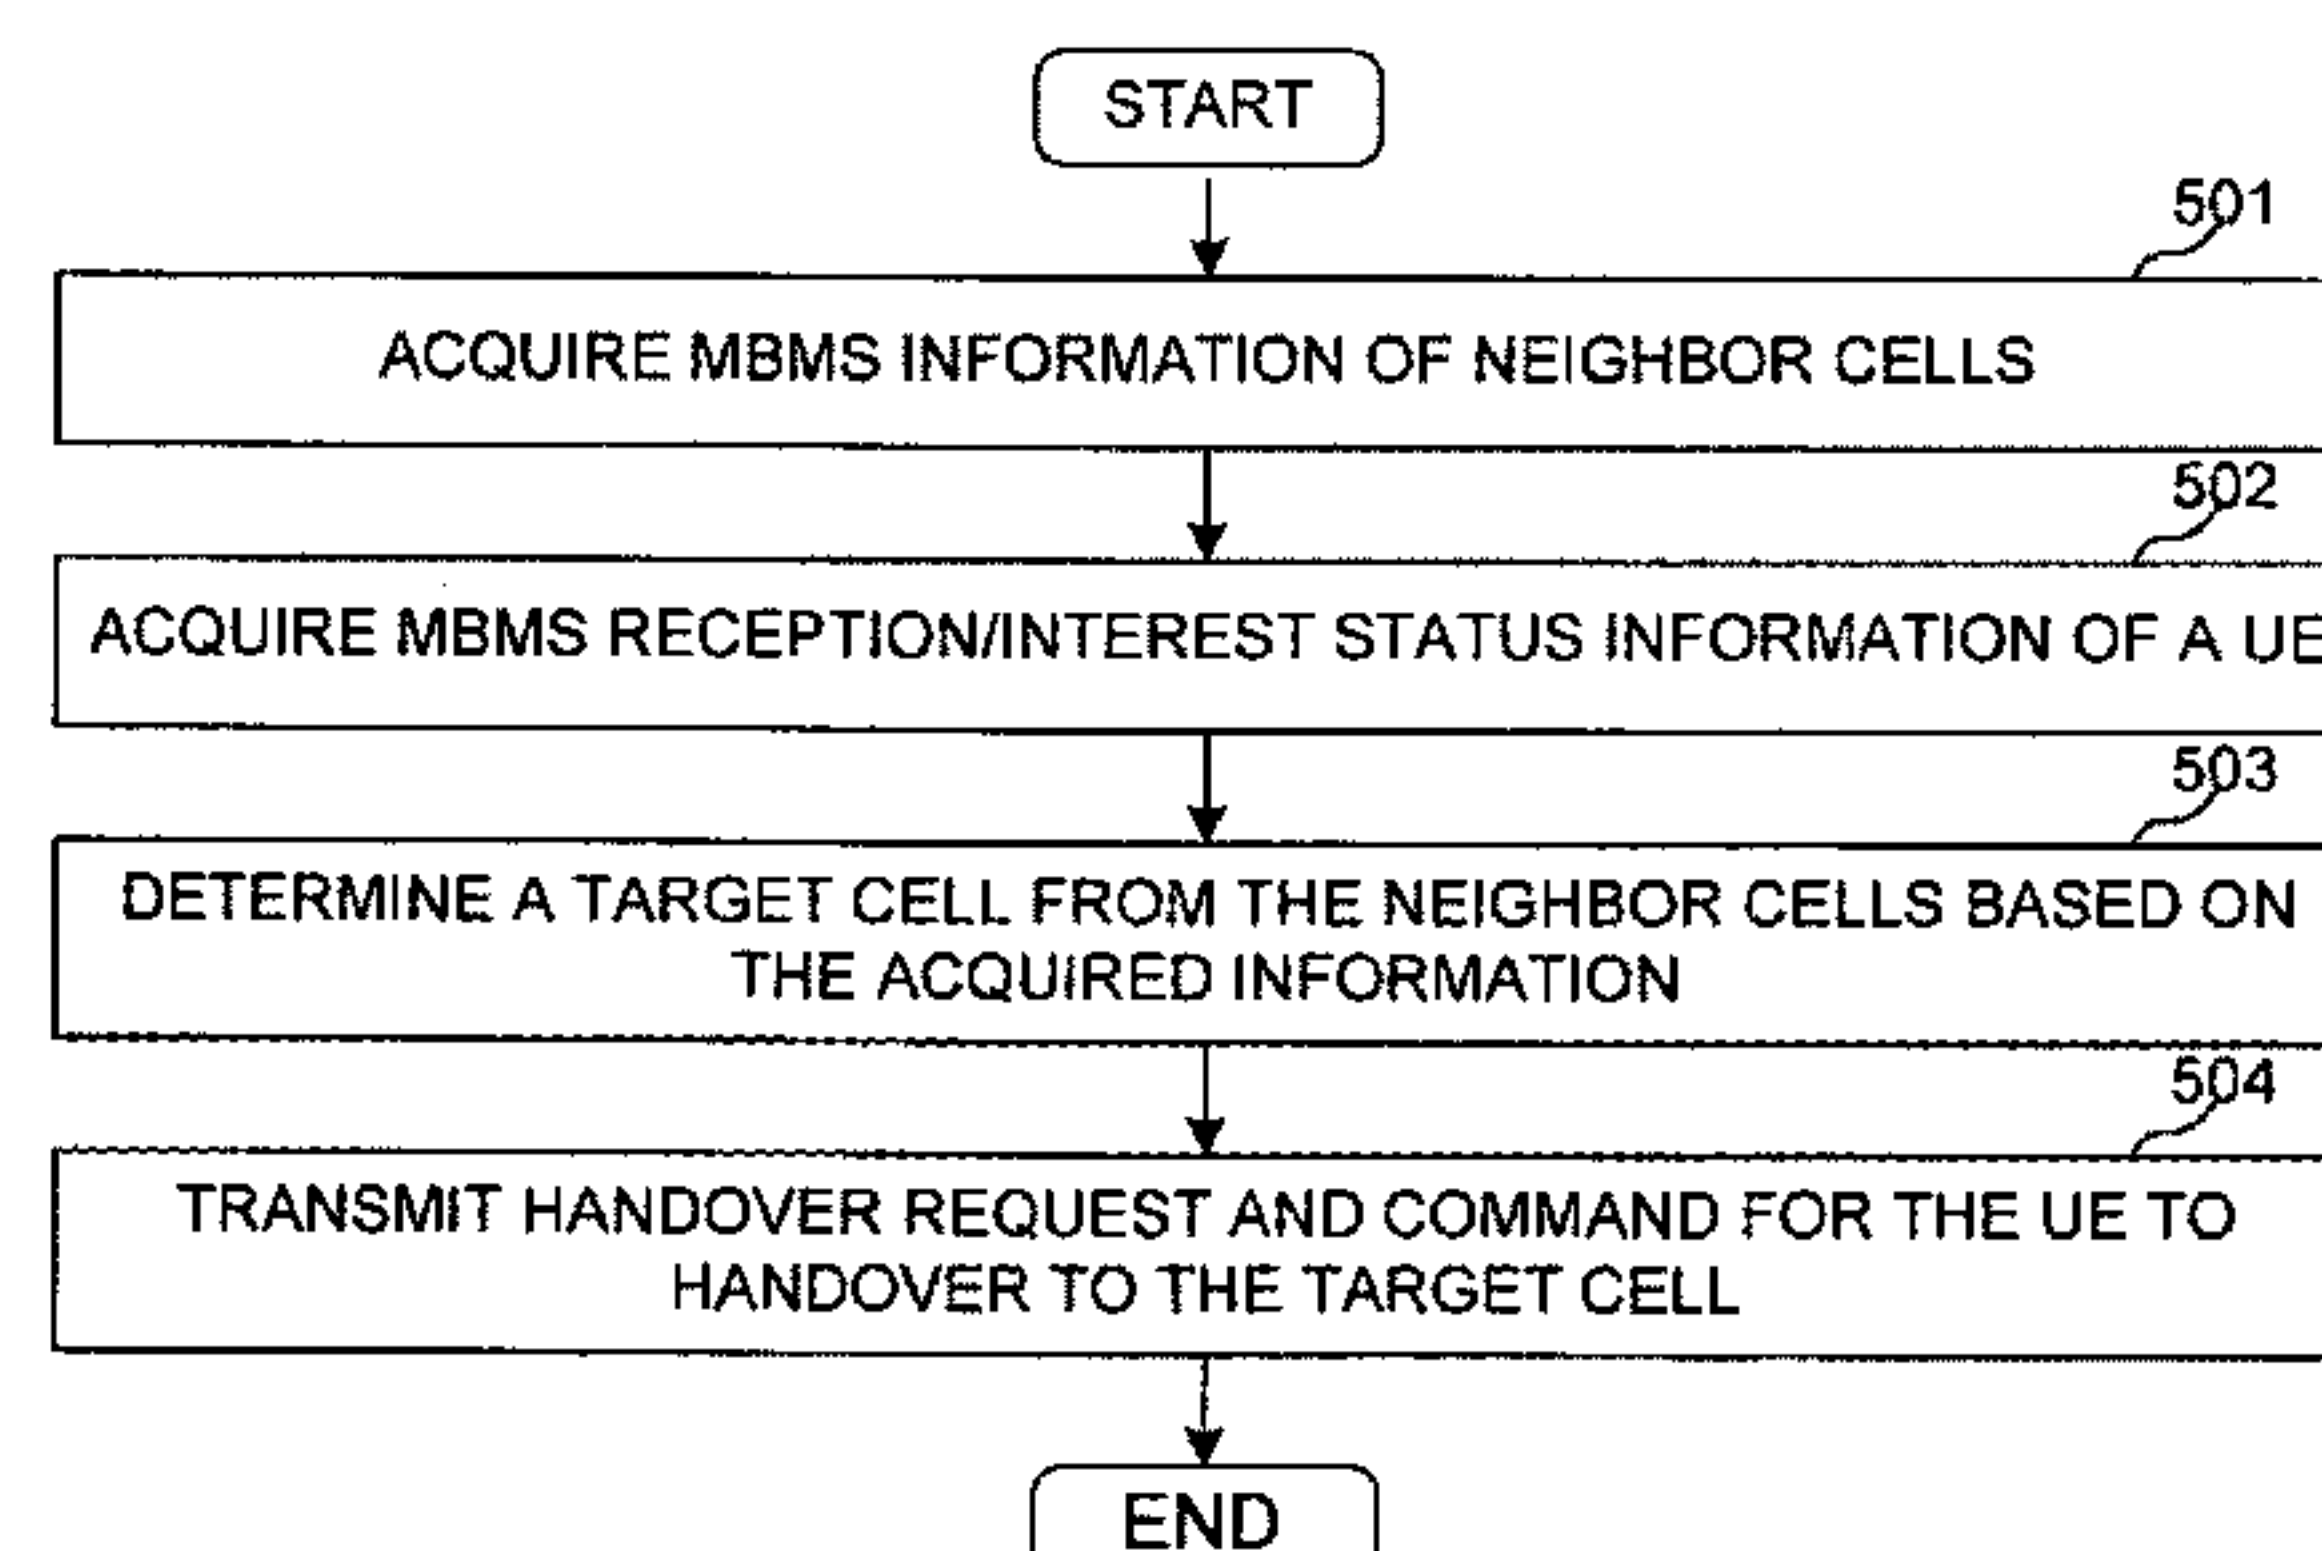 START
501
ACQUIRE MBMS INFORMATION OF NEIGHBOR CELLS
502
ACQUIRE MBMS RECEPTION/INTEREST STATUS INFORMATION OF A UE
503
DETERMINE A TARGET CELL FROM THE NEIGHBOR CELLS BASED ON
THE ACQUIRED INFORMATION
504
TRANSMIT HANDOVER REQUEST AND COMMAND FOR THE UE TO
HANDOVER TO THE TARGET CELL
END